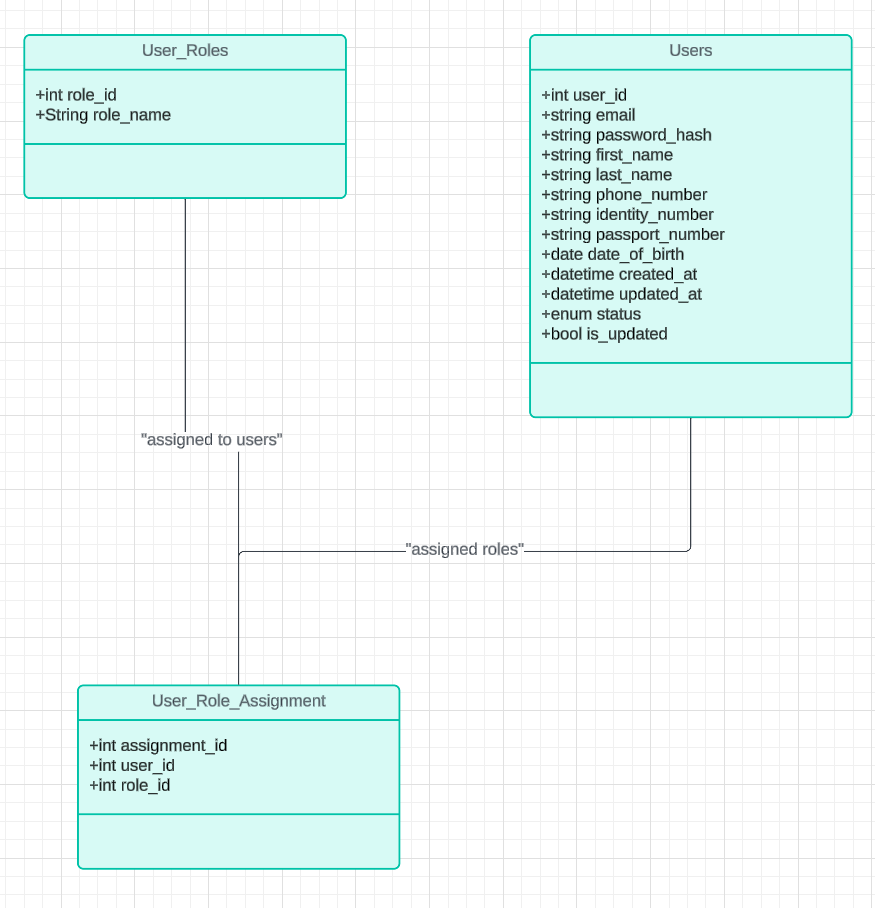 User_Roles
+int role_id
+String role_name
Users
+int user_id
+string email
+string password_hash
+string first_name
+string last_name
+string phone_number
+string identity_number
+string passport_number
+date date_of_birth
+datetime created_at
+datetime updated_at
+enum status
+bool is_updated
"assigned to users"
"assigned roles"
User_Role_Assignment
+int assignment_id
+int user_id
+int role_id